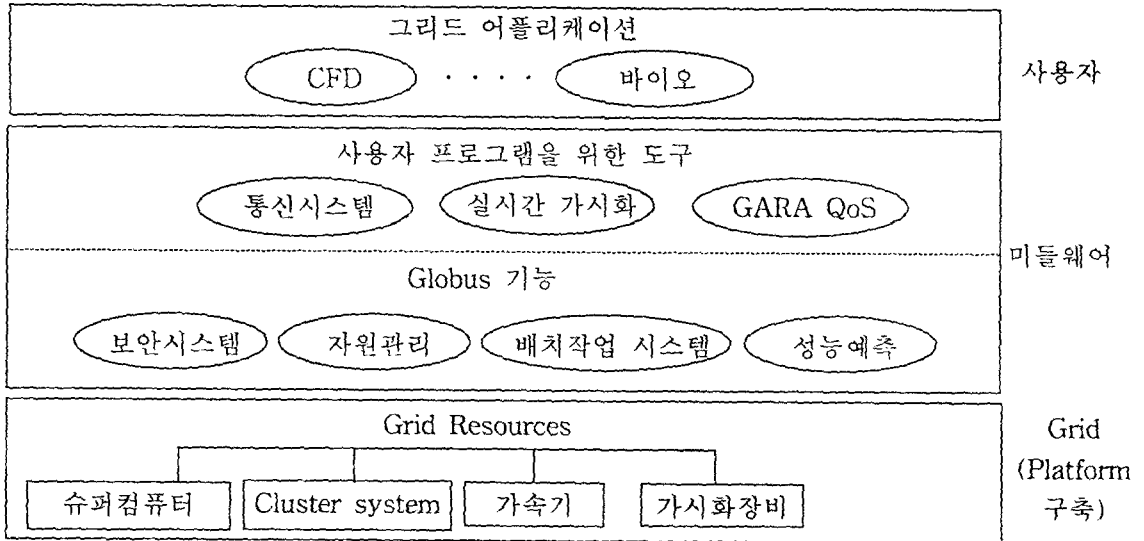 그리드 어플리케이션
CFD · · · · 바이오
사용자
사용자 프로그램을 위한 도구
통신시스템 실시간 가시화 GARA QoS
미들웨어
Globus 기능
보안시스템 자원관리 배치작업 시스템 성능예측
Grid Resources
슈퍼컴퓨터 Cluster system 가속기 가시화장비
Grid
(Platform
구축)